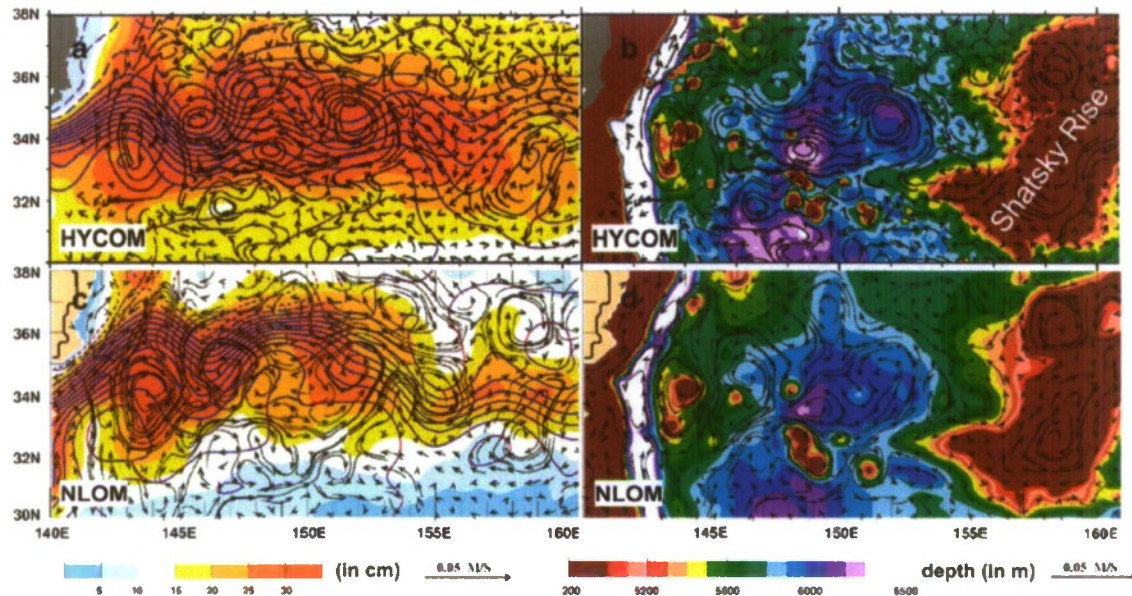 38N
a
b
36N
34N
32N
HYCOM
HYCOM
Shatsky Rise
38N
c
d
36N
34N
32N
30N
NLOM
NLOM
140E 145E 150E 155E 160E 145E 150E 155E 160E
5 10 15 20 25 30 (in cm) 0.05 M/S
200 5200 5600 6000 6500 depth (in m) 0.05 M/S